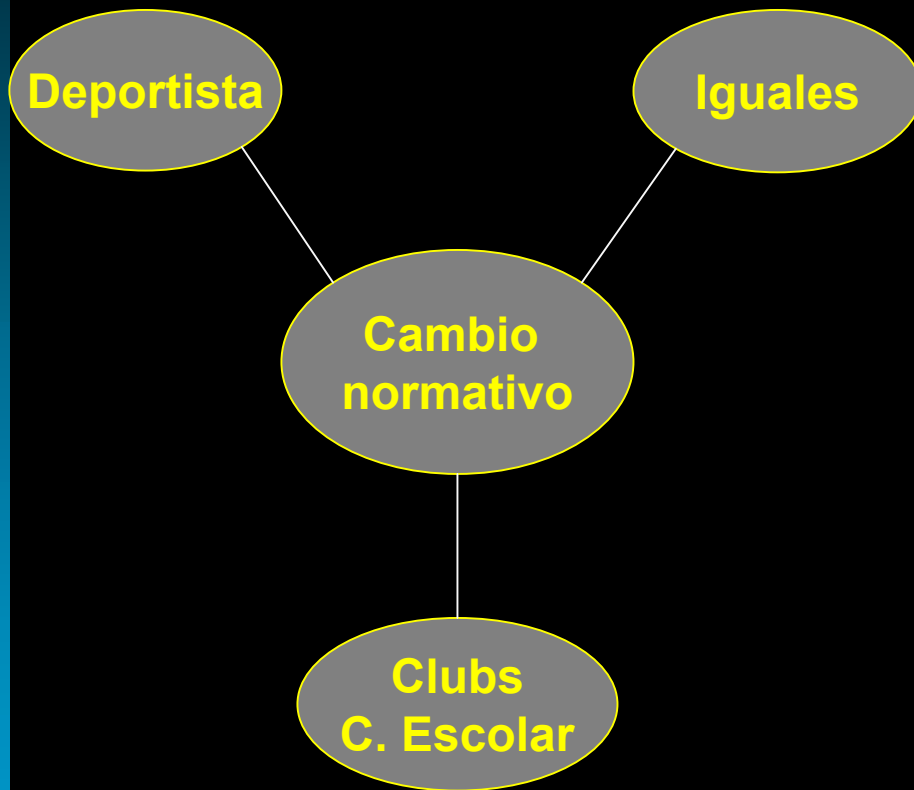 Deportista
Iguales
Cambio
normativo
Clubs
C. Escolar